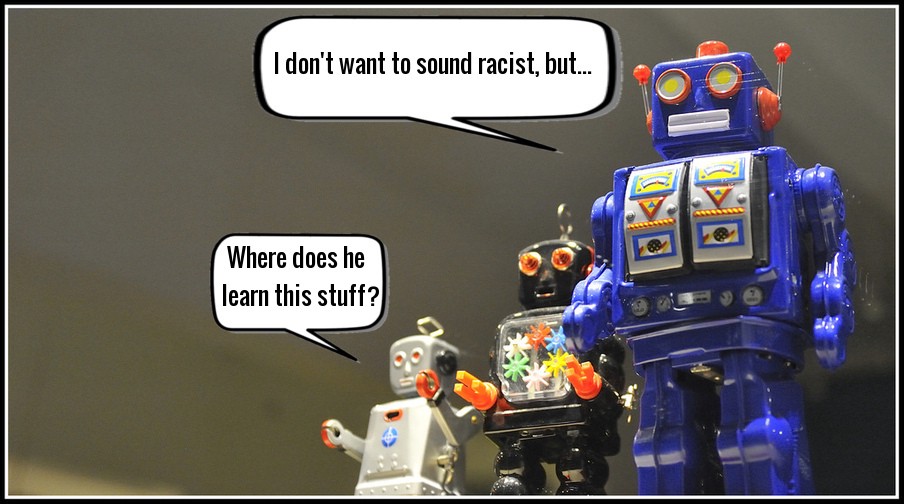 I don't want to sound racist, but...
Where does he
learn this stuff?